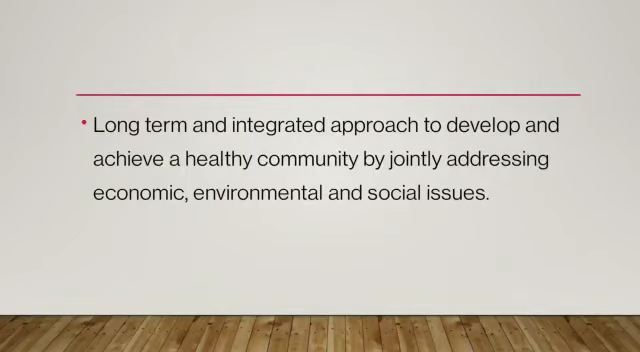 • Long term and integrated approach to develop and
achieve a healthy community by jointly addressing
economic, environmental and social issues.